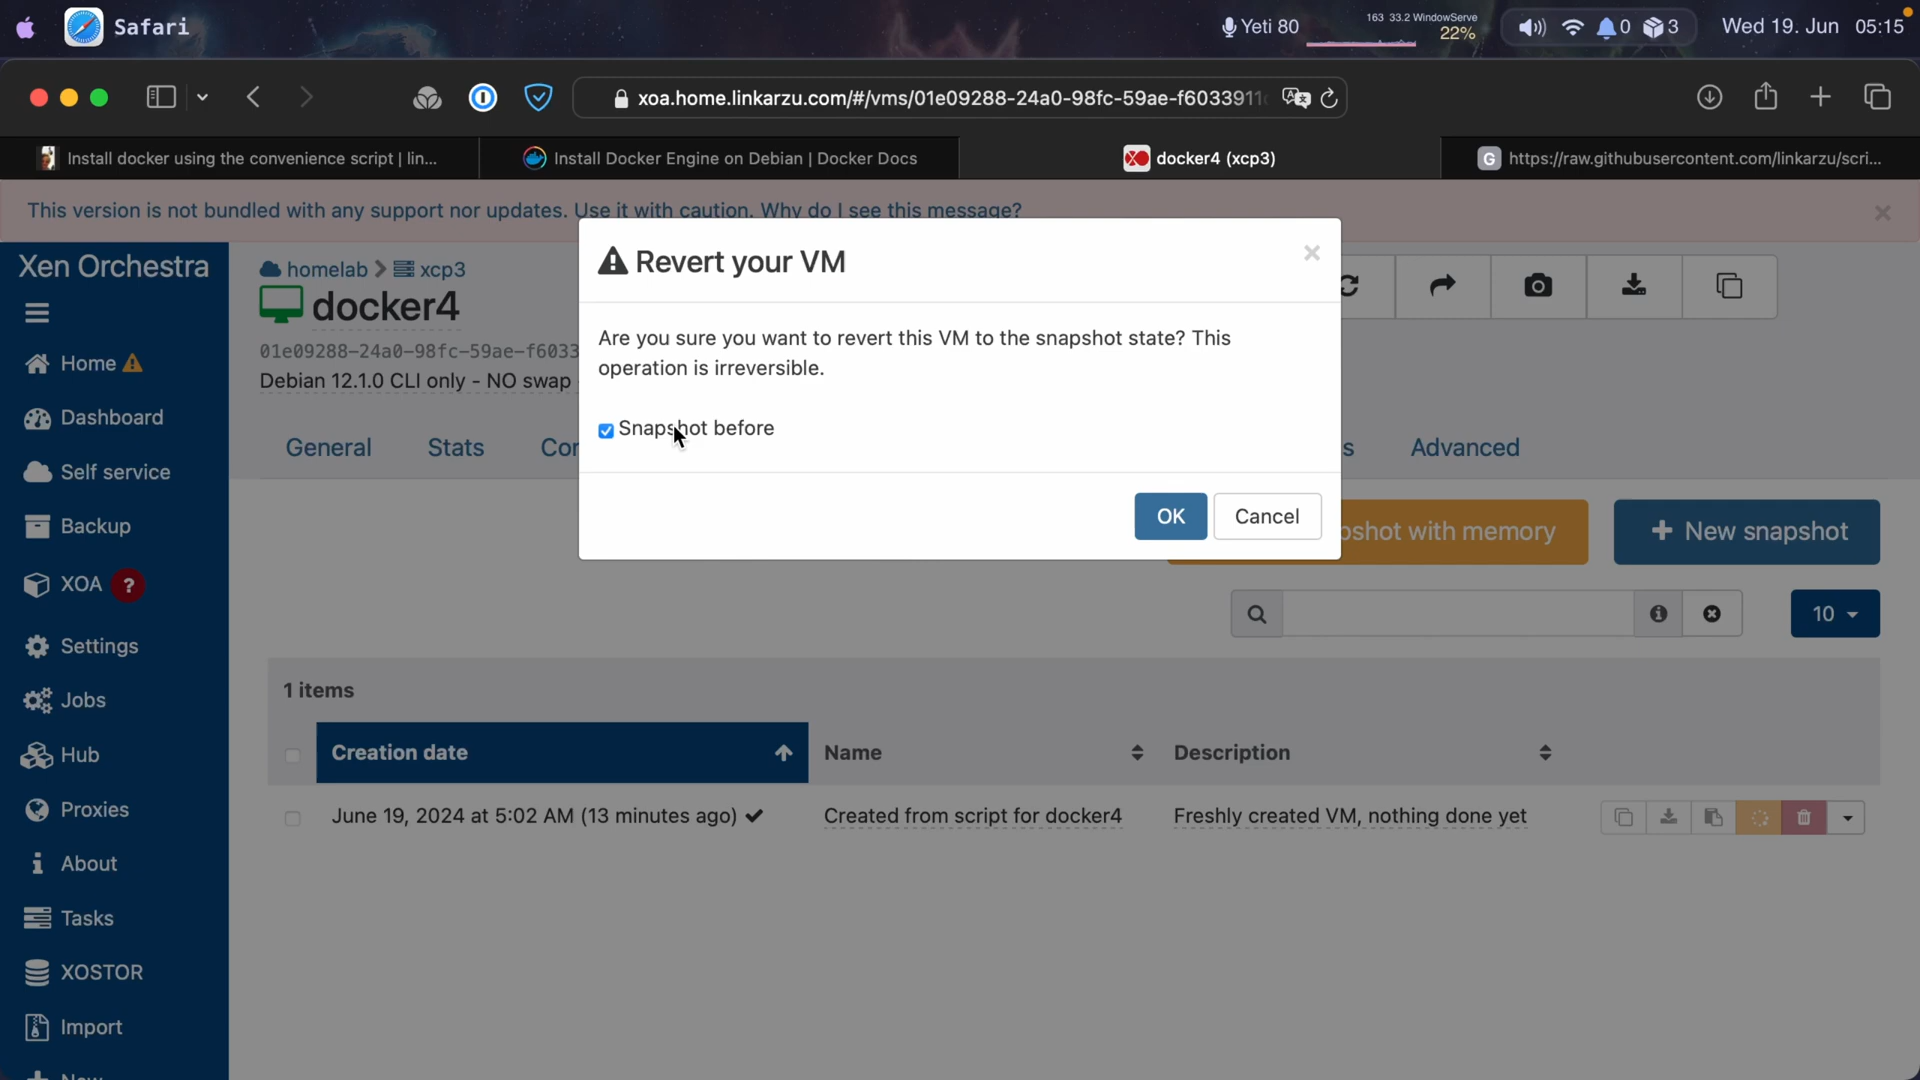 Safari
Yeti 80
163 33.2 WindowServe
22%
0
3
Wed 19. Jun 05:15
xoa.home.linkarzu.com/#/vms/01e09288-24a0-98fc-59ae-f6033911
Install docker using the convenience script | lin...
Install Docker Engine on Debian | Docker Docs
docker4 (xcp3)
G
https://raw.githubusercontent.com/linkarzu/scri...
This version is not bundled with any support nor updates. Use it with caution. Why do I see this message?
Xen Orchestra
Home
Dashboard
Self service
Backup
XOA ?
Settings
Jobs
Hub
Proxies
About
Tasks
XOSTOR
Import
homelab > xcp3
docker4
01e09288-24a0-98fc-59ae-f6033
Debian 12.1.0 CLI only - NO swap
General
Stats
Con
s
Advanced
Revert your VM
Are you sure you want to revert this VM to the snapshot state? This
operation is irreversible.
Snapshot before
OK
Cancel
pshot with memory
+ New snapshot
10
1 items
Creation date
Name
Description
June 19, 2024 at 5:02 AM (13 minutes ago)
Created from script for docker4
Freshly created VM, nothing done yet